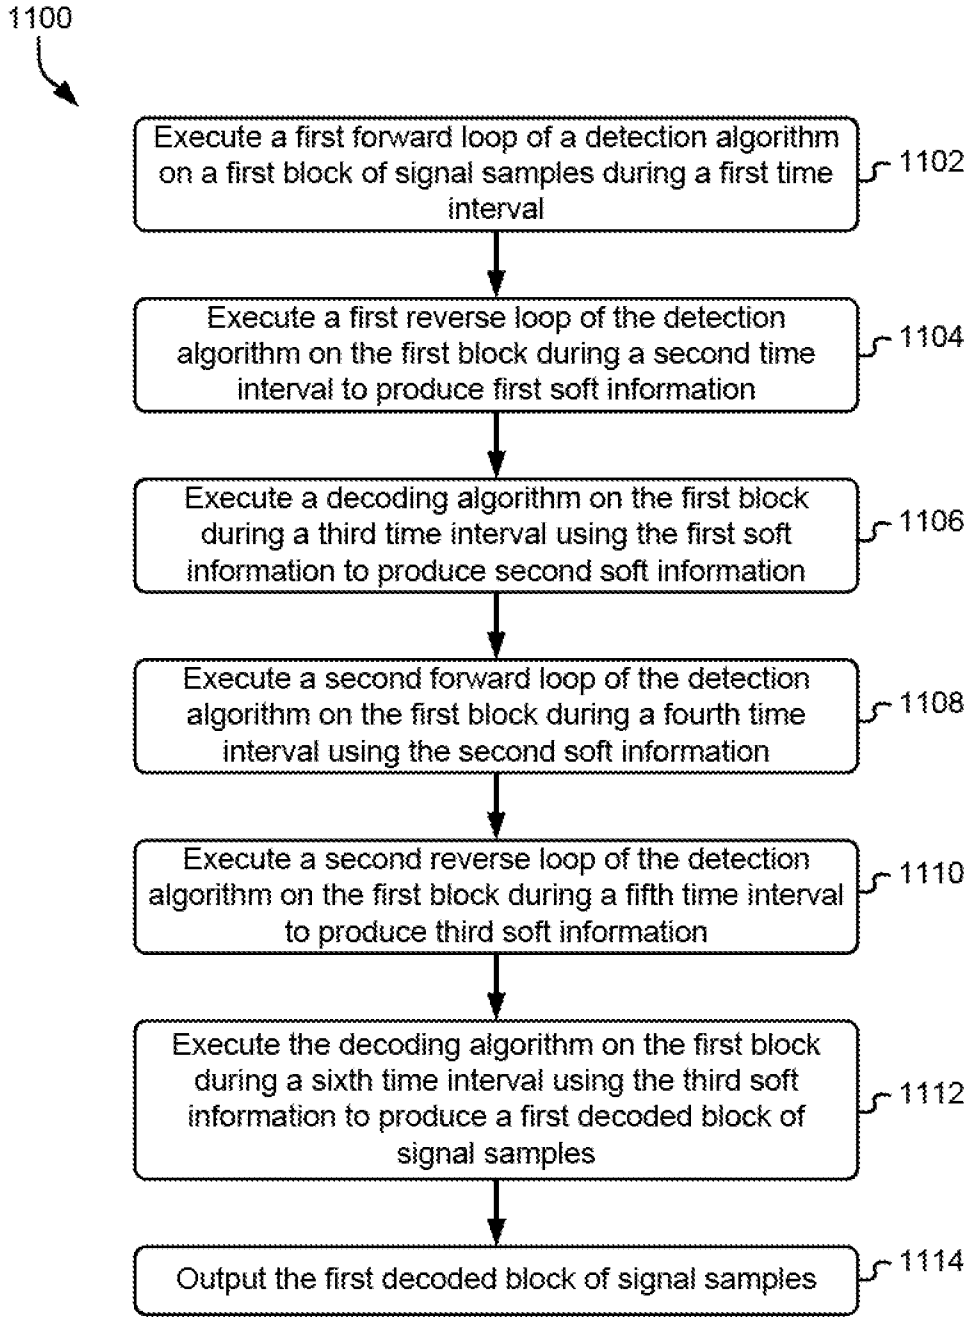 1100
Execute a first forward loop of a detection algorithm
on a first block of signal samples during a first time
interval
1102
Execute a first reverse loop of the detection
algorithm on the first block during a second time
interval to produce first soft information
1104
Execute a decoding algorithm on the first block
during a third time interval using the first soft
information to produce second soft information
1106
Execute a second forward loop of the detection
algorithm on the first block during a fourth time
interval using the second soft information
1108
Execute a second reverse loop of the detection
algorithm on the first block during a fifth time interval
to produce third soft information
1110
Execute the decoding algorithm on the first block
during a sixth time interval using the third soft
information to produce a first decoded block of
signal samples
1112
Output the first decoded block of signal samples
1114